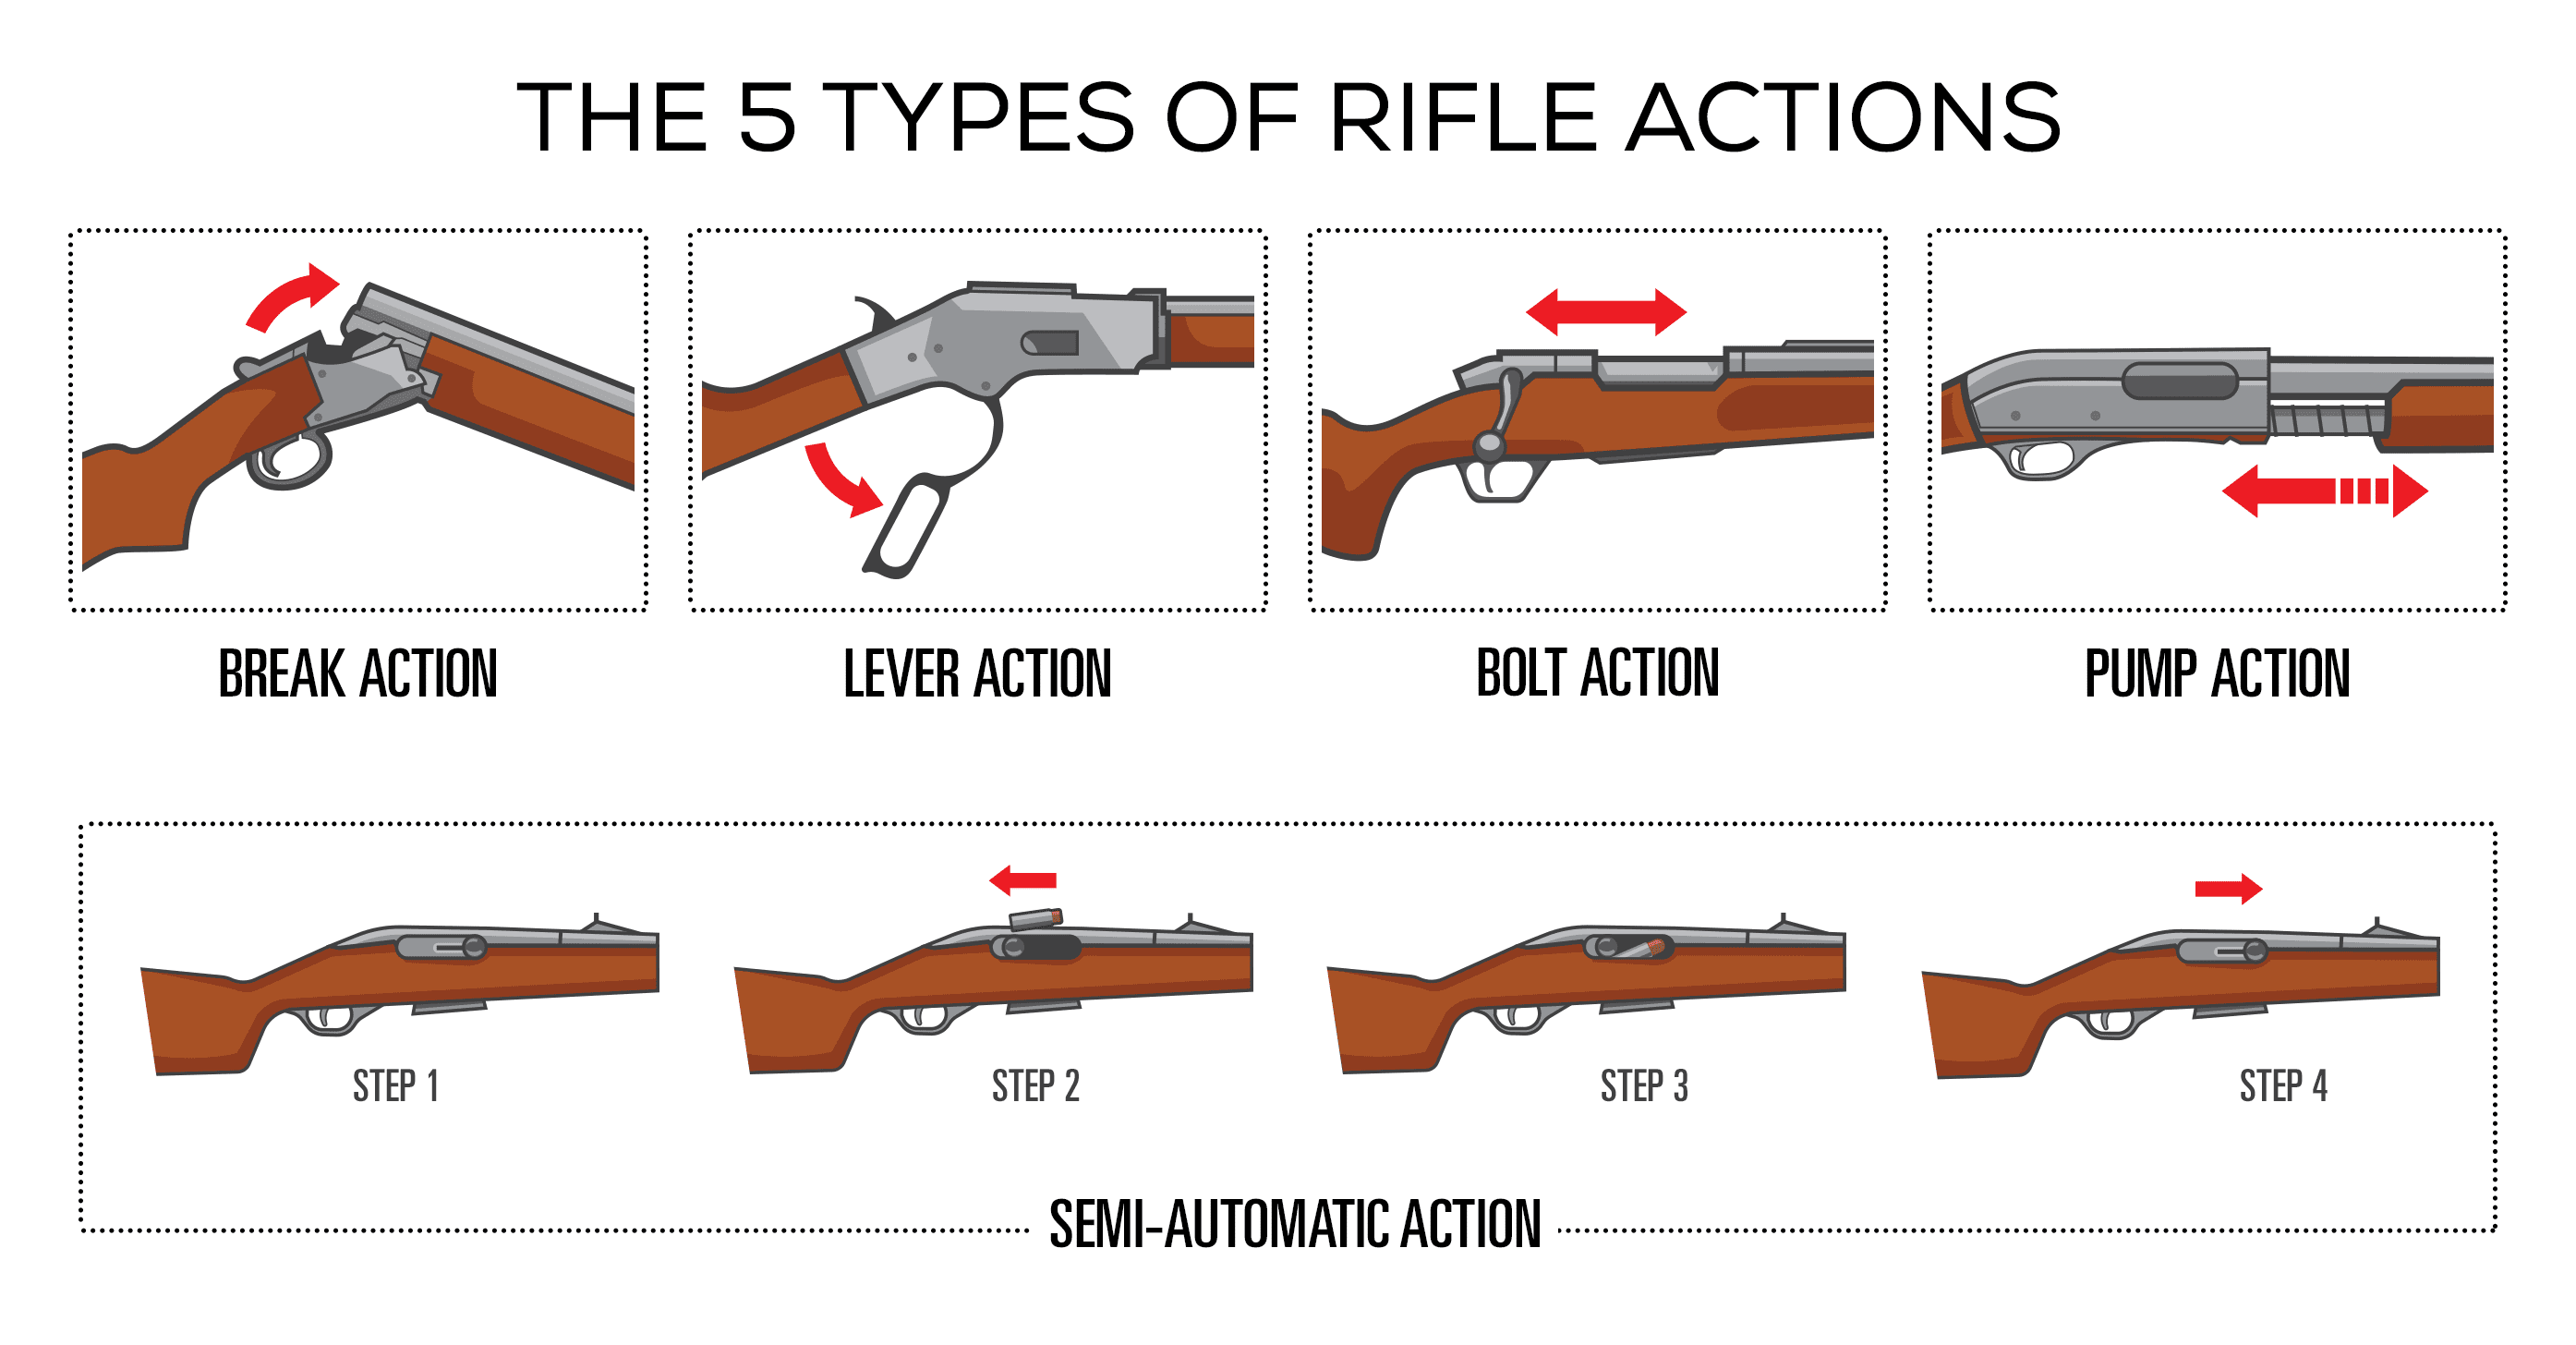 THE 5 TYPES OF RIFLE ACTIONS
BREAK ACTION
LEVER ACTION
BOLT ACTION
PUMP ACTION
STEP 1
STEP 2
STEP 3
STEP 4
SEMI-AUTOMATIC ACTION